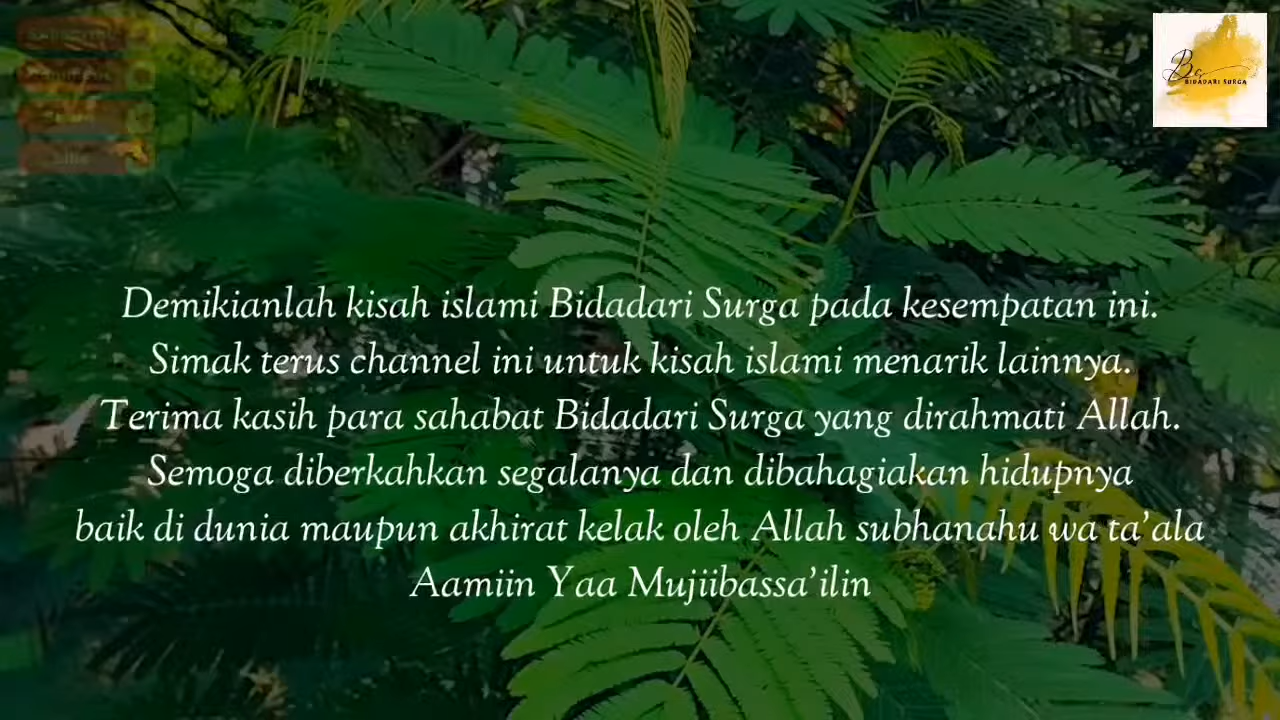 Bs
BIDADARI SURGA
Demikianlah kisah islami Bidadari Surga pada kesempatan ini.
Simak terus channel ini untuk kisah islami menarik lainnya.
Terima kasih para sahabat Bidadari Surga yang dirahmati Allah.
Semoga diberkahkan segalanya dan dibahagiakan hidupnya
baik di dunia maupun akhirat kelak oleh Allah subhanahu wa ta'ala
Aamiin Yaa Mujiibassa'ilin